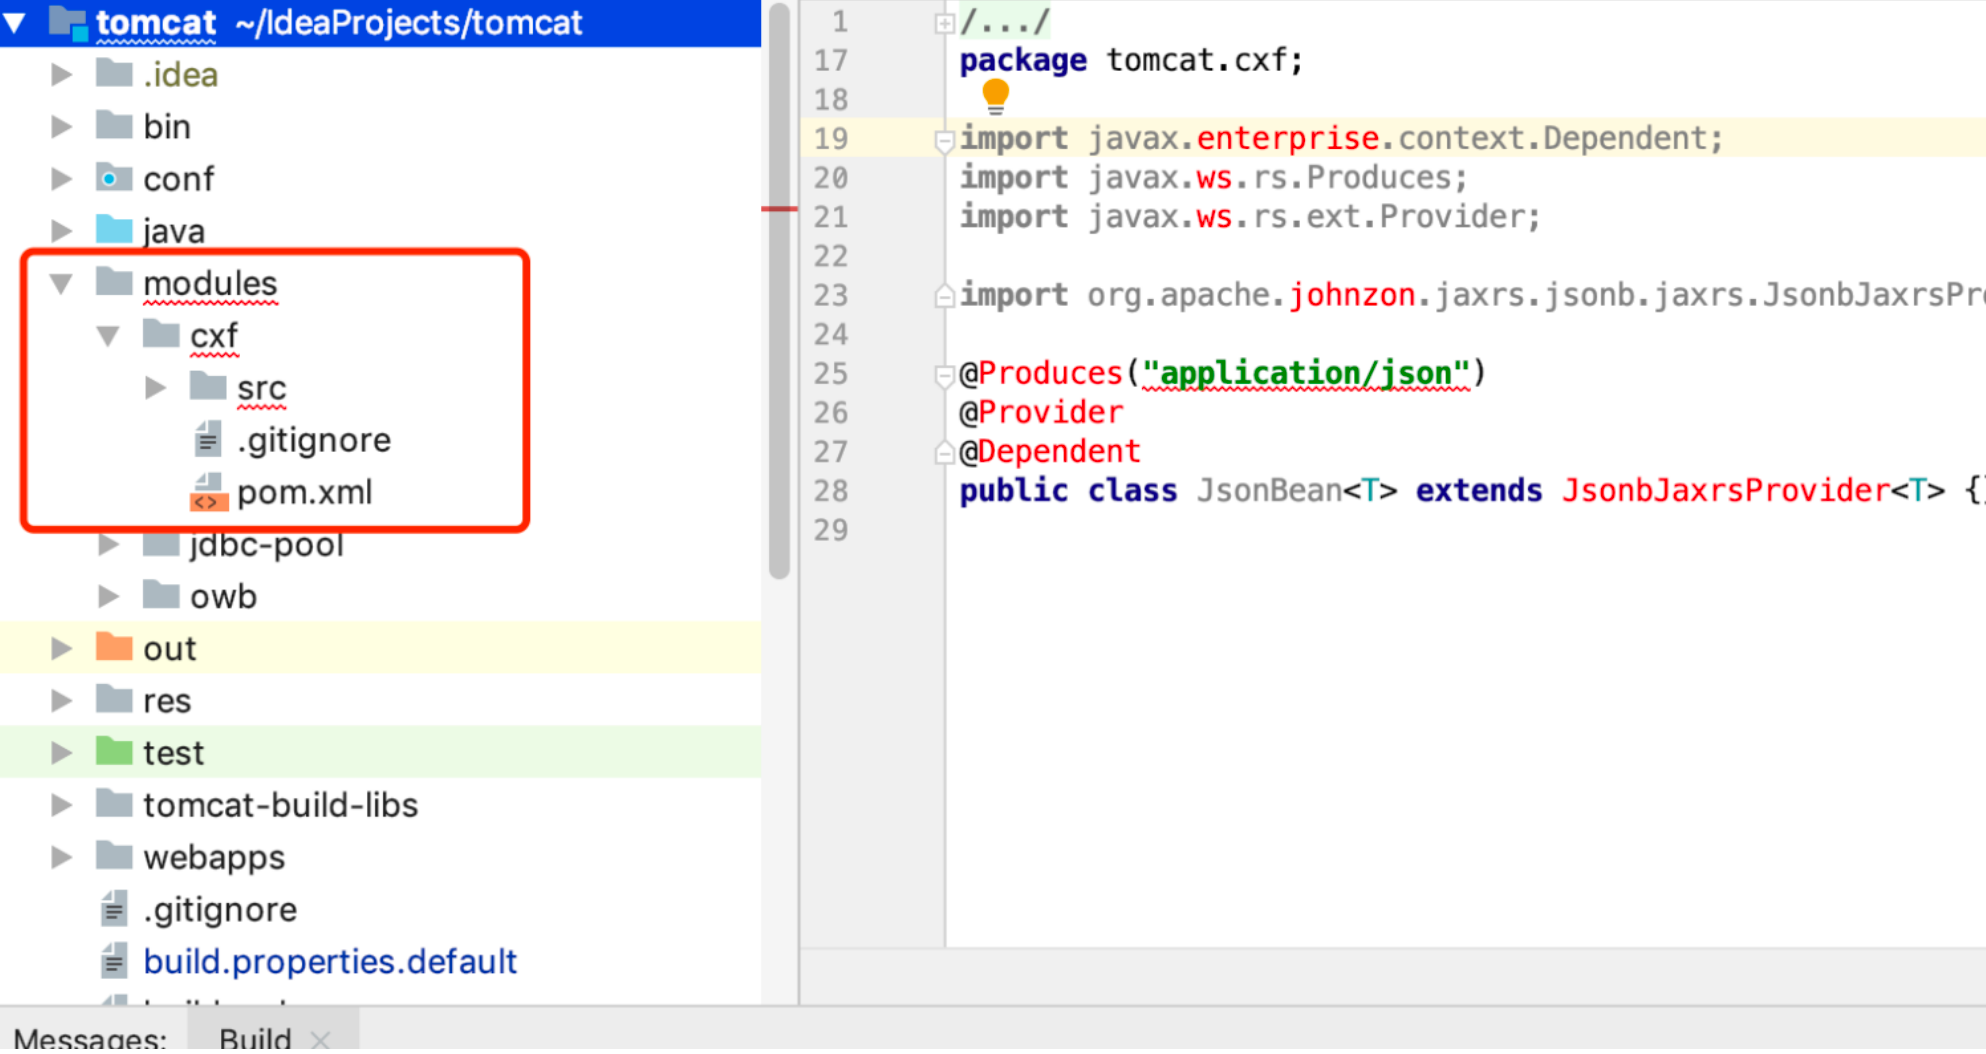 tomcat ~/IdeaProjects/tomcat
.idea
bin
conf
java
modules
cxf
src
.gitignore
pom.xml
jdbc-pool
owb
out
res
test
tomcat-build-libs
webapps
.gitignore
build.properties.default
Messages: Build
1 /.../
17 package tomcat.cxf;
18
19 import javax.enterprise.context.Dependent;
20 import javax.ws.rs.Produces;
21 import javax.ws.rs.ext.Provider;
22
23 import org.apache.johnzon.jaxrs.jsonb.jaxrs.JsonbJaxrsPr
24
25 @Produces("application/json")
26 @Provider
27 @Dependent
28 public class JsonBean<T> extends JsonbJaxrsProvider<T> {
29